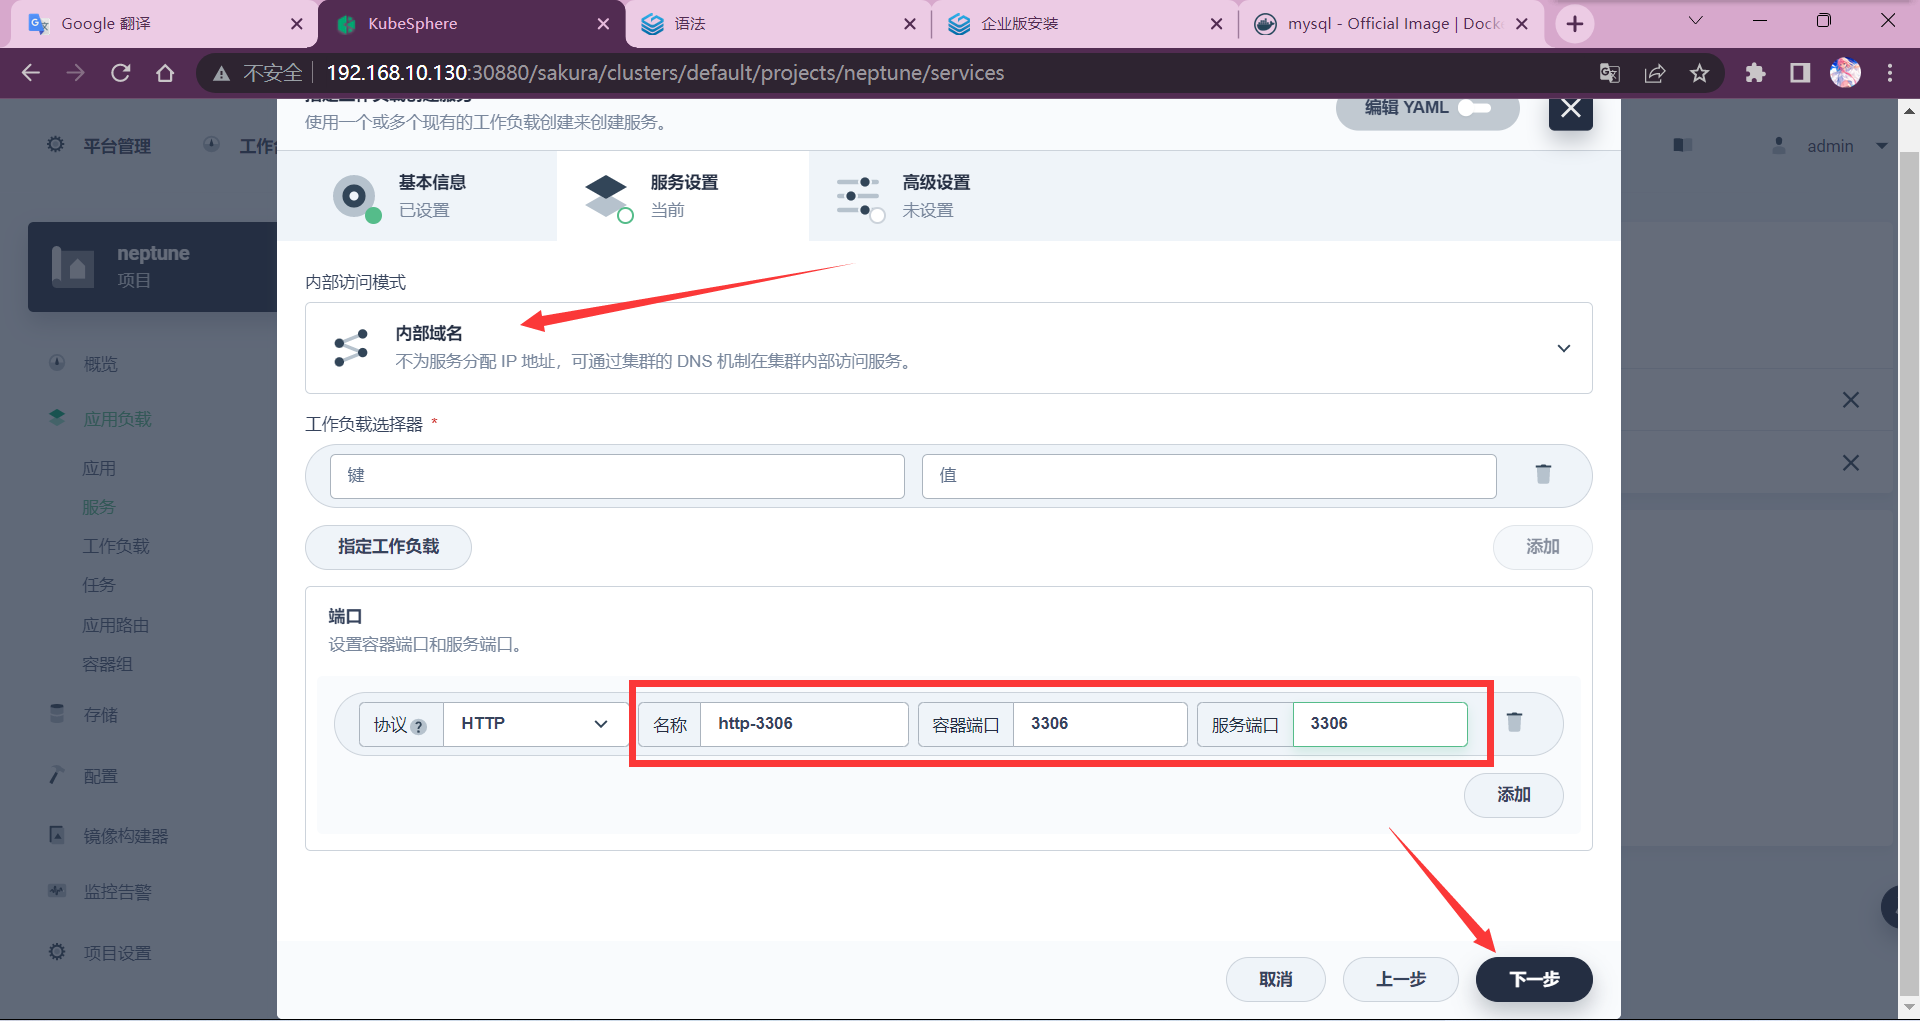 Google 翻译
KubeSphere
语法
企业版安装
mysql - Official Image | Dock
不安全
192.168.10.130:30880/sakura/clusters/default/projects/neptune/services
平台管理
工作
admin
neptune
项目
概览
应用负载
应用
服务
工作负载
任务
应用路由
容器组
存储
配置
镜像构建器
监控告警
项目设置
指定工作负载创建服务
使用一个或多个现有的工作负载创建来创建服务。
编辑 YAML
基本信息
已设置
服务设置
当前
高级设置
未设置
内部访问模式
内部域名
不为服务分配 IP 地址，可通过集群的 DNS 机制在集群内部访问服务。
工作负载选择器 *
键
值
指定工作负载
添加
端口
设置容器端口和服务端口。
协议 ? HTTP 名称 http-3306 容器端口 3306 服务端口 3306
添加
取消
上一步
下一步